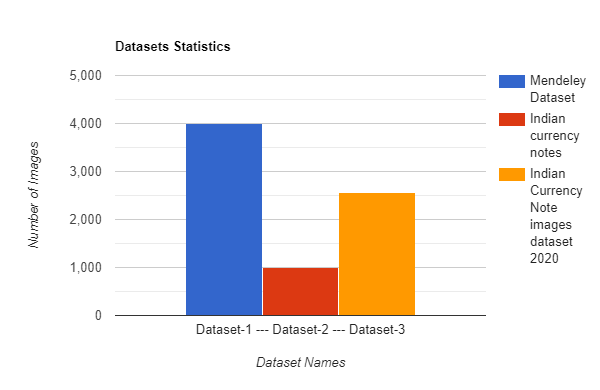 Datasets Statistics
5,000
4,000
3,000
2,000
1,000
0
Number of Images
Dataset-1 --- Dataset-2 --- Dataset-3
Dataset Names
Mendeley
Dataset
Indian
currency
notes
Indian
Currency
Note
images
dataset
2020